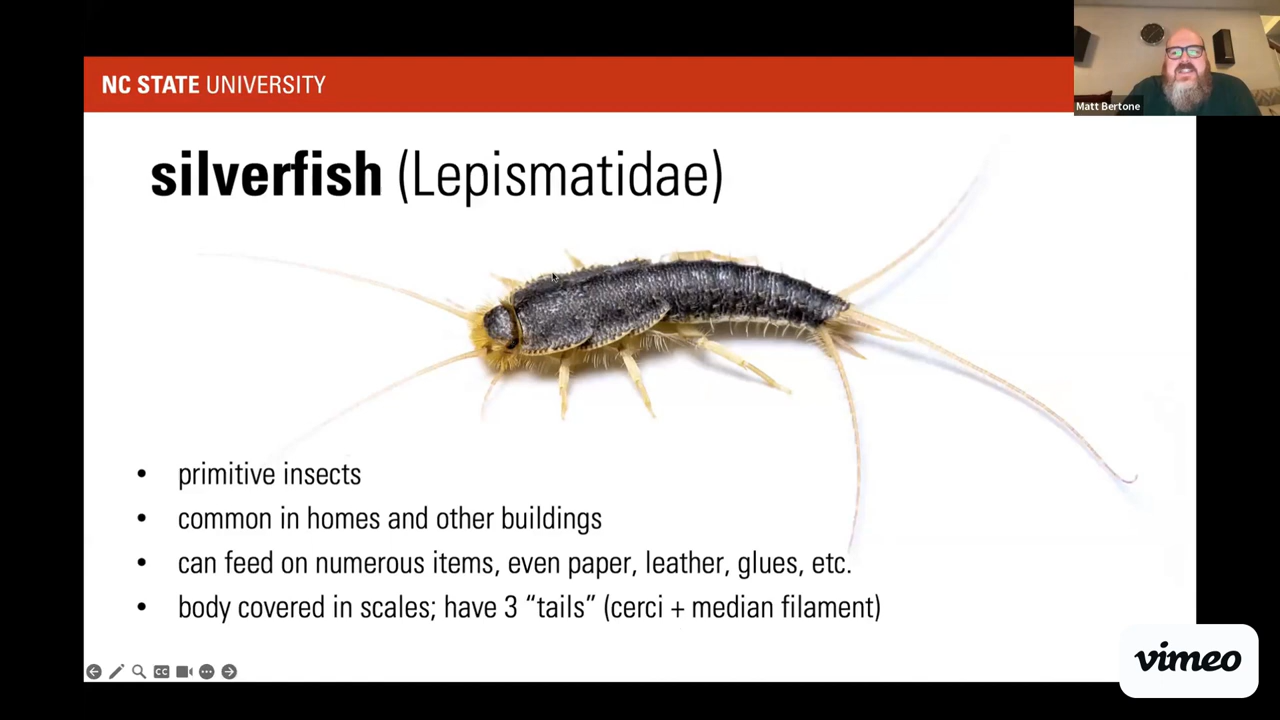 NC STATE UNIVERSITY
Matt Bertone
silverfish (Lepismatidae)
• primitive insects
• common in homes and other buildings
• can feed on numerous items, even paper, leather, glues, etc.
• body covered in scales; have 3 “tails” (cerci + median filament)
CC
vimeo